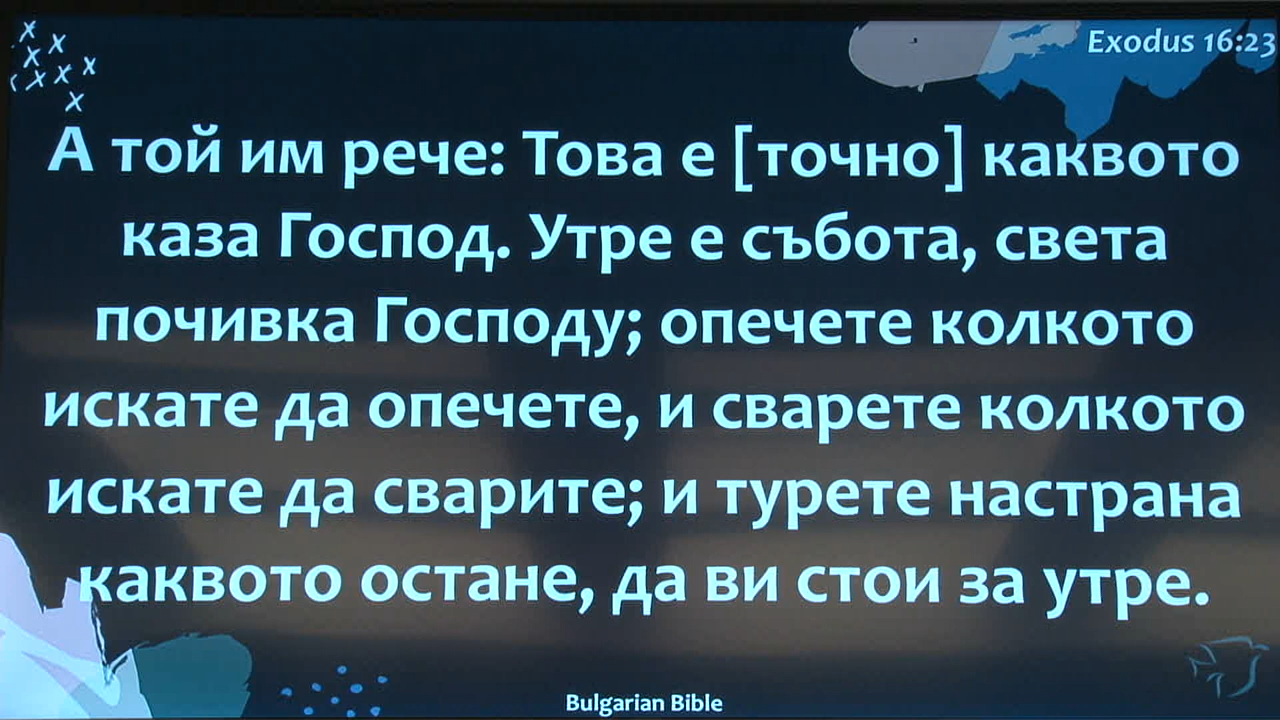 Exodus 16:23
А той им рече: Това е [точно] каквото
каза Господ. Утре е събота, света
почивка Господу; опечете колкото
искате да опечете, и сварете колкото
искате да сварите; и турете настрана
каквото остане, да ви стои за утре.
Bulgarian Bible